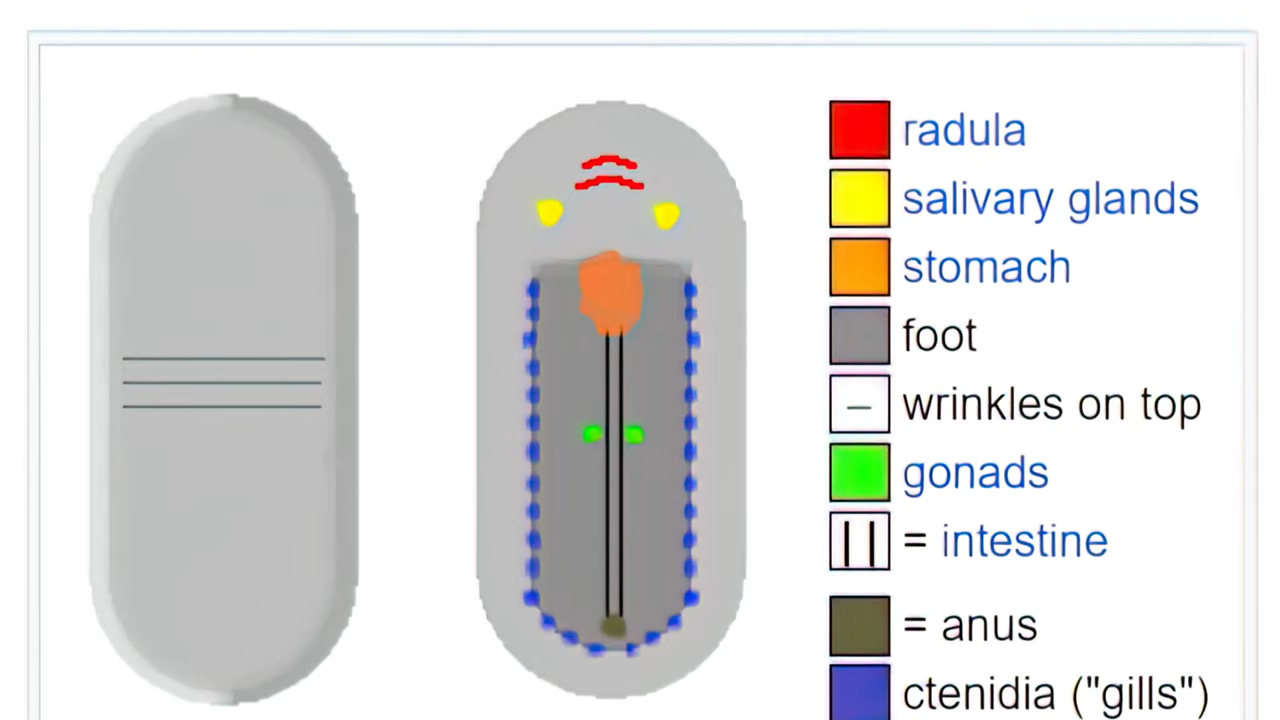 radula
salivary glands
stomach
foot
wrinkles on top
gonads
= intestine
= anus
ctenidia ("gills")